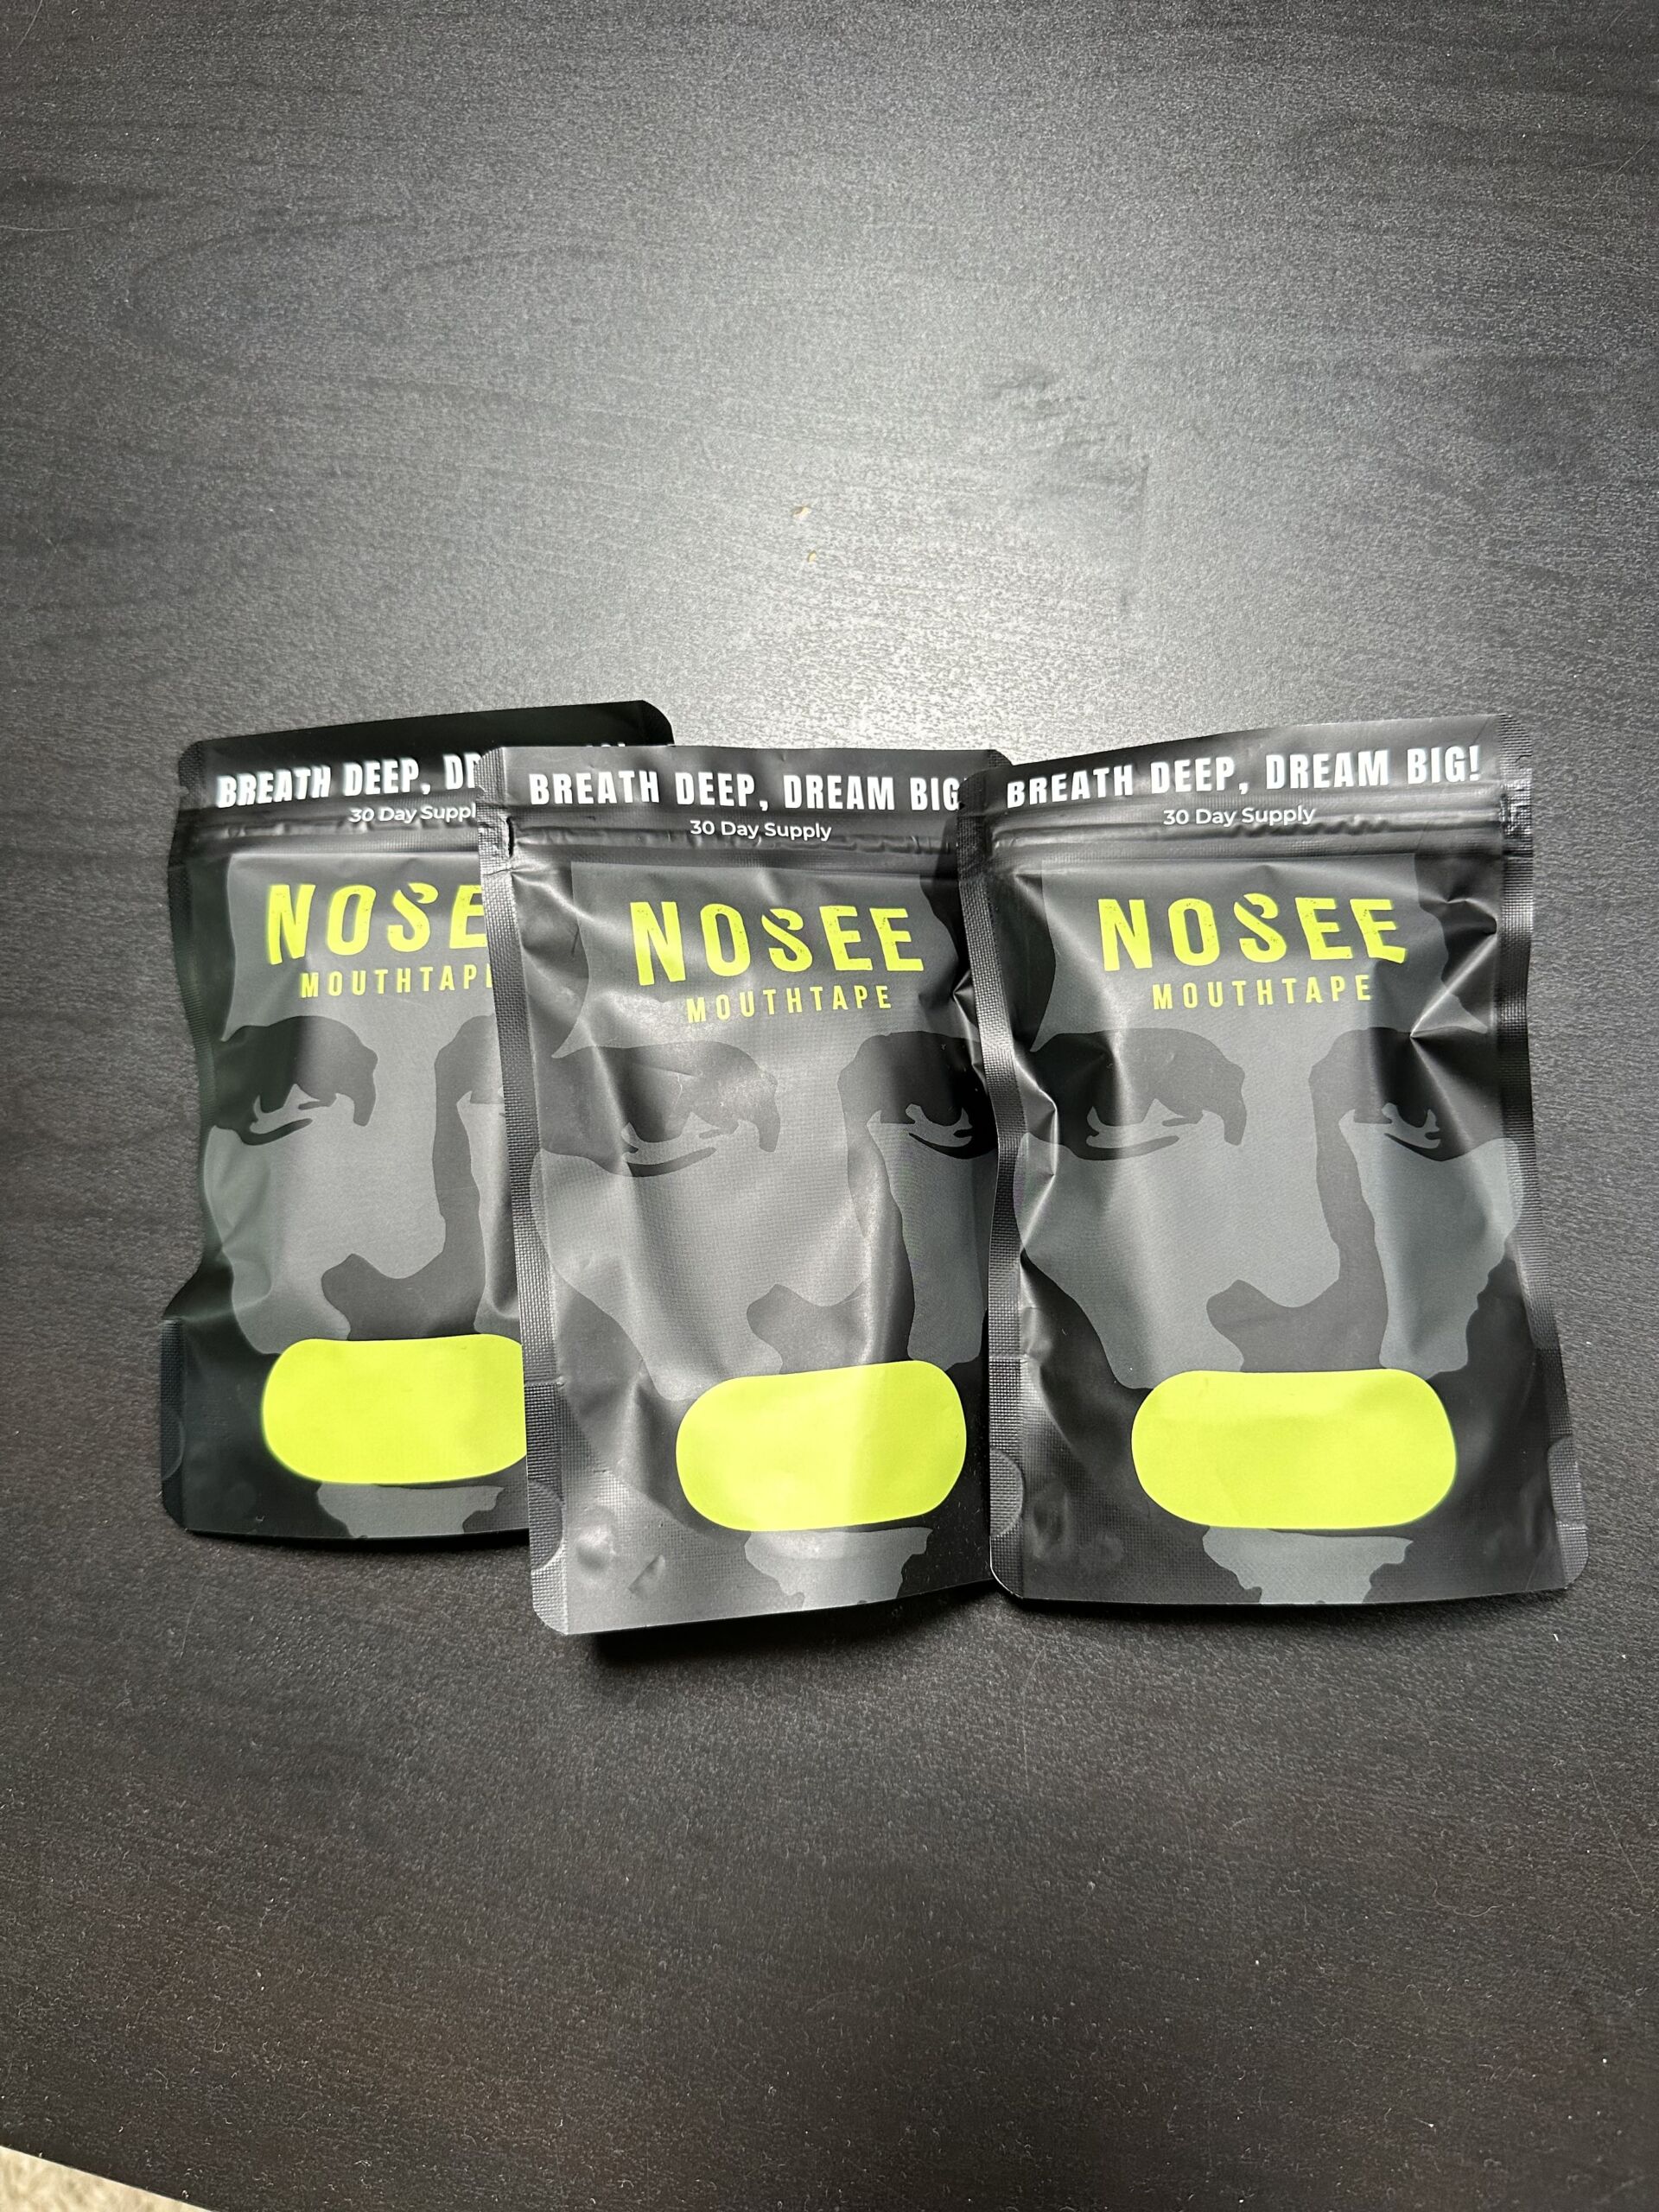 BREATH DEEP,
30 Day
NOSE
MOUTHTAPE
BREATH DEEP, DREAM BIG!
30 Day Supply
NOSEE
MOUTHTAPE
BREATH DEEP, DREAM BIG!
30 Day Supply
NOSEE
MOUTHTAPE